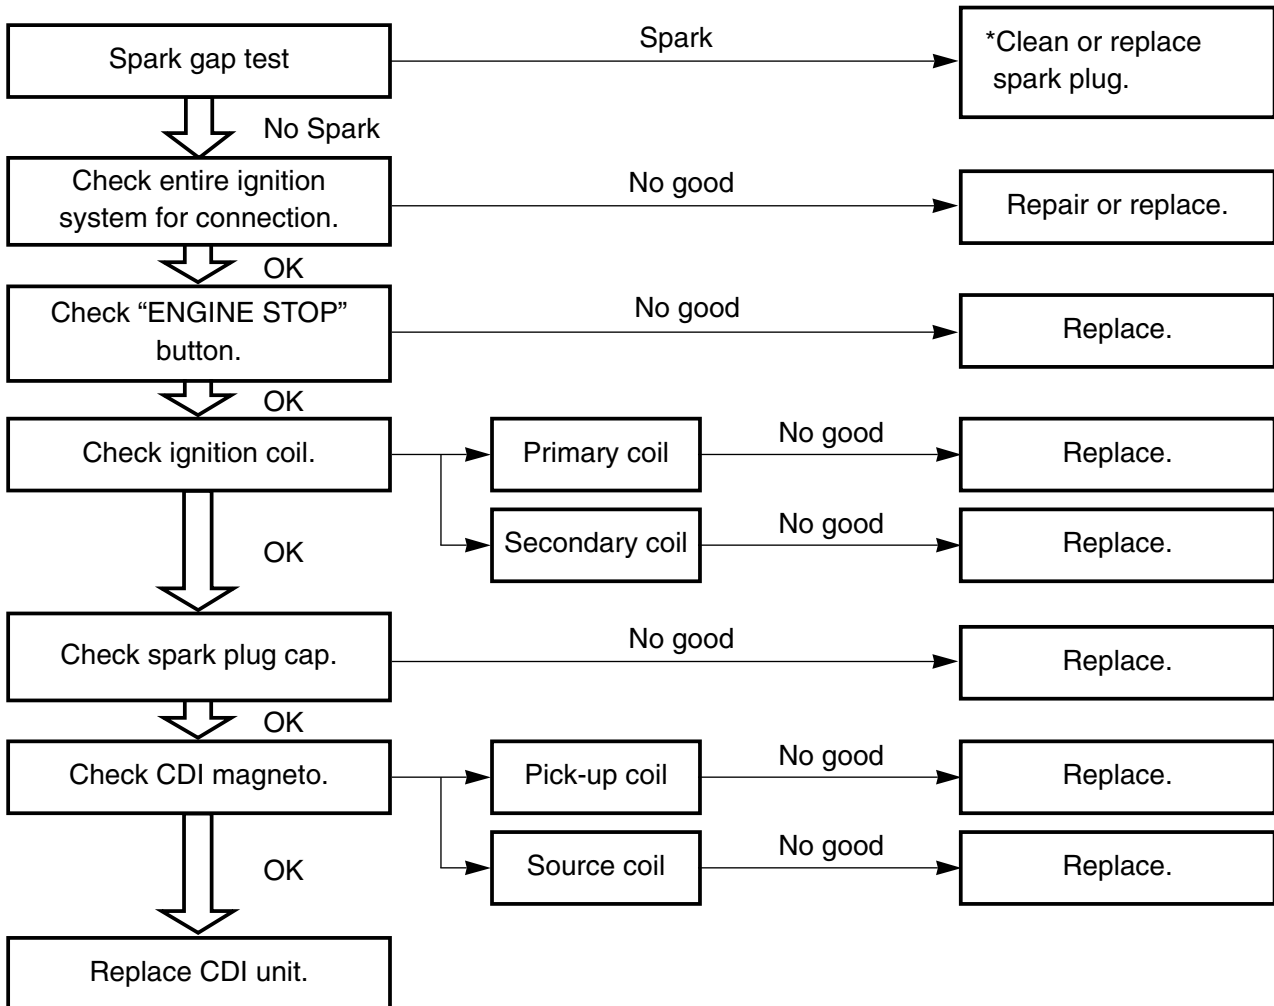 Spark gap test
Spark
*Clean or replace
spark plug.
No Spark
Check entire ignition
system for connection.
No good
Repair or replace.
OK
Check “ENGINE STOP”
button.
No good
Replace.
OK
Check ignition coil.
Primary coil
No good
Replace.
Secondary coil
No good
Replace.
OK
Check spark plug cap.
No good
Replace.
OK
Check CDI magneto.
Pick-up coil
No good
Replace.
Source coil
No good
Replace.
OK
Replace CDI unit.